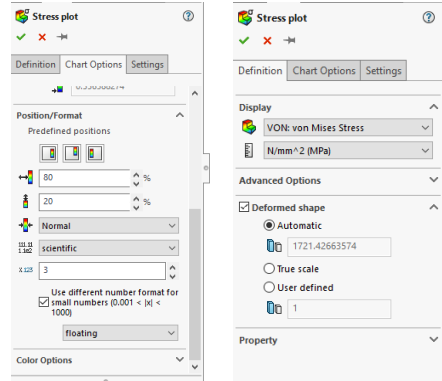 Stress plot
Definition Chart Options Settings
Position/Format
Predefined positions
80 %
20 %
Normal
scientific
X.123 3
Use different number format for
small numbers (0.001 < |x| <
1000)
floating
Color Options
Stress plot
Definition Chart Options Settings
Display
VON: von Mises Stress
N/mm^2 (MPa)
Advanced Options
Deformed shape
Automatic
1721.42663574
True scale
User defined
1
Property